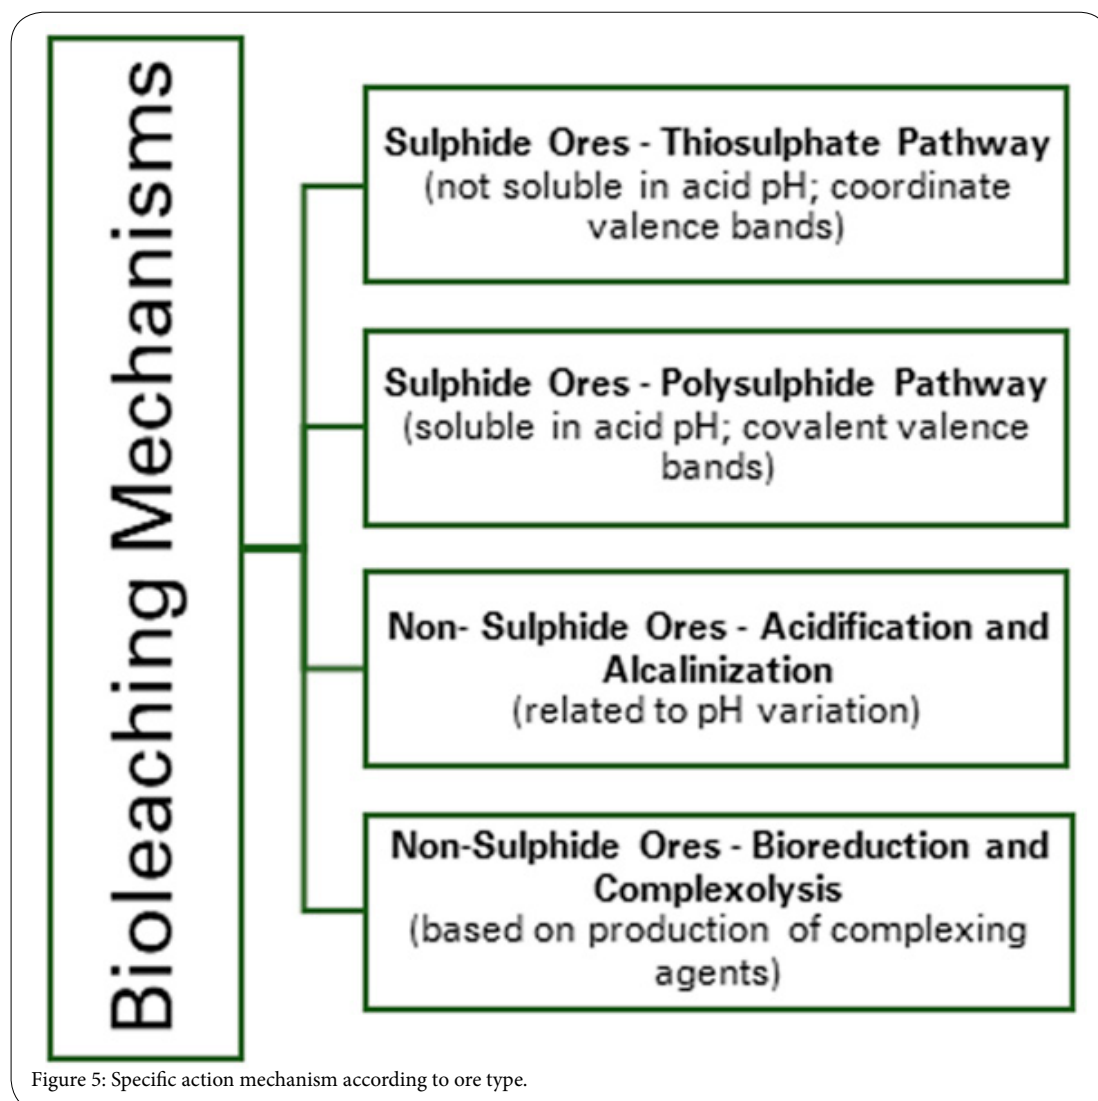 Bioleaching Mechanisms
Sulphide Ores - Thiosulphate Pathway
(not soluble in acid pH; coordinate
valence bands)
Sulphide Ores - Polysulphide Pathway
(soluble in acid pH; covalent valence
bands)
Non- Sulphide Ores - Acidification and
Alcalinization
(related to pH variation)
Non-Sulphide Ores - Bioreduction and
Complexolysis
(based on production of complexing
agents)
Figure 5: Specific action mechanism according to ore type.